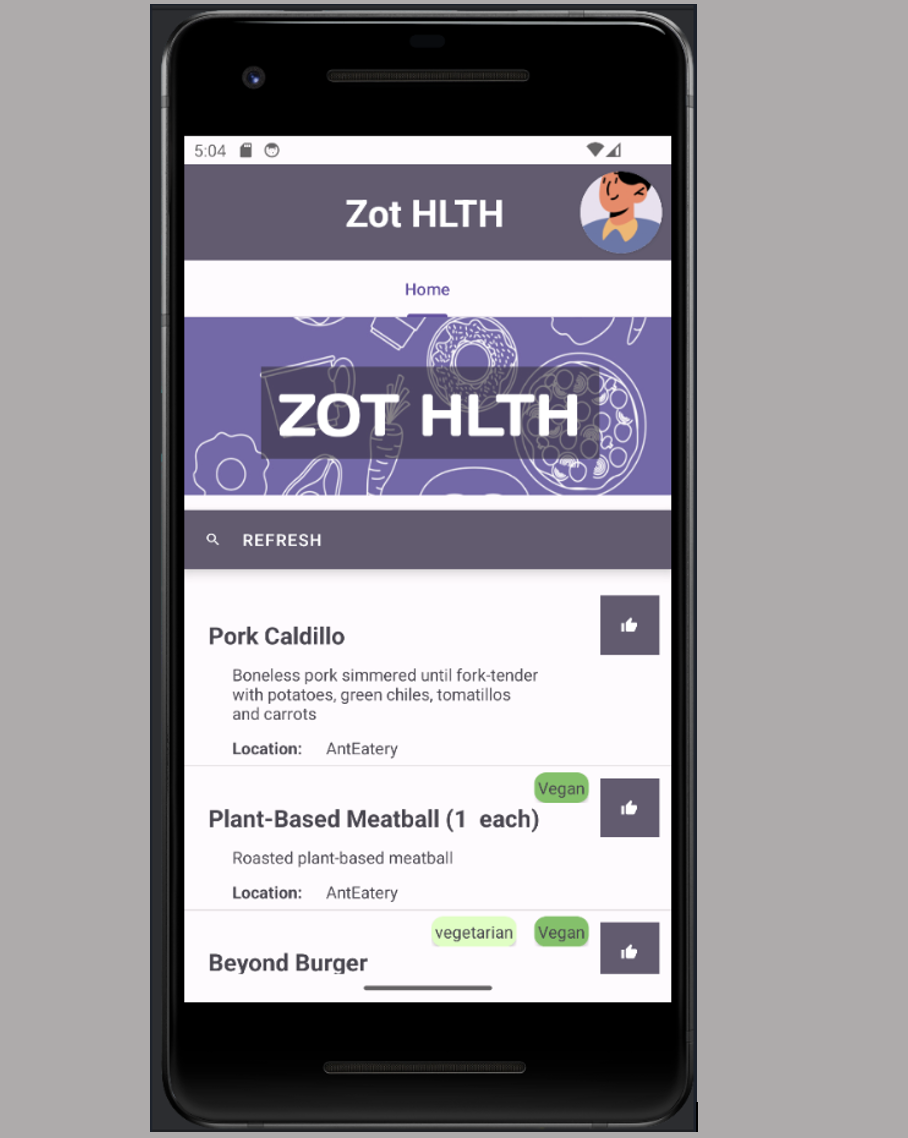 5:04
Zot HLTH
Home
ZOT HLTH
REFRESH
Pork Caldillo
Boneless pork simmered until fork-tender
with potatoes, green chiles, tomatillos
and carrots
Location: AntEatery
Vegan
Plant-Based Meatball (1  each)
Roasted plant-based meatball
Location: AntEatery
vegetarian Vegan
Beyond Burger